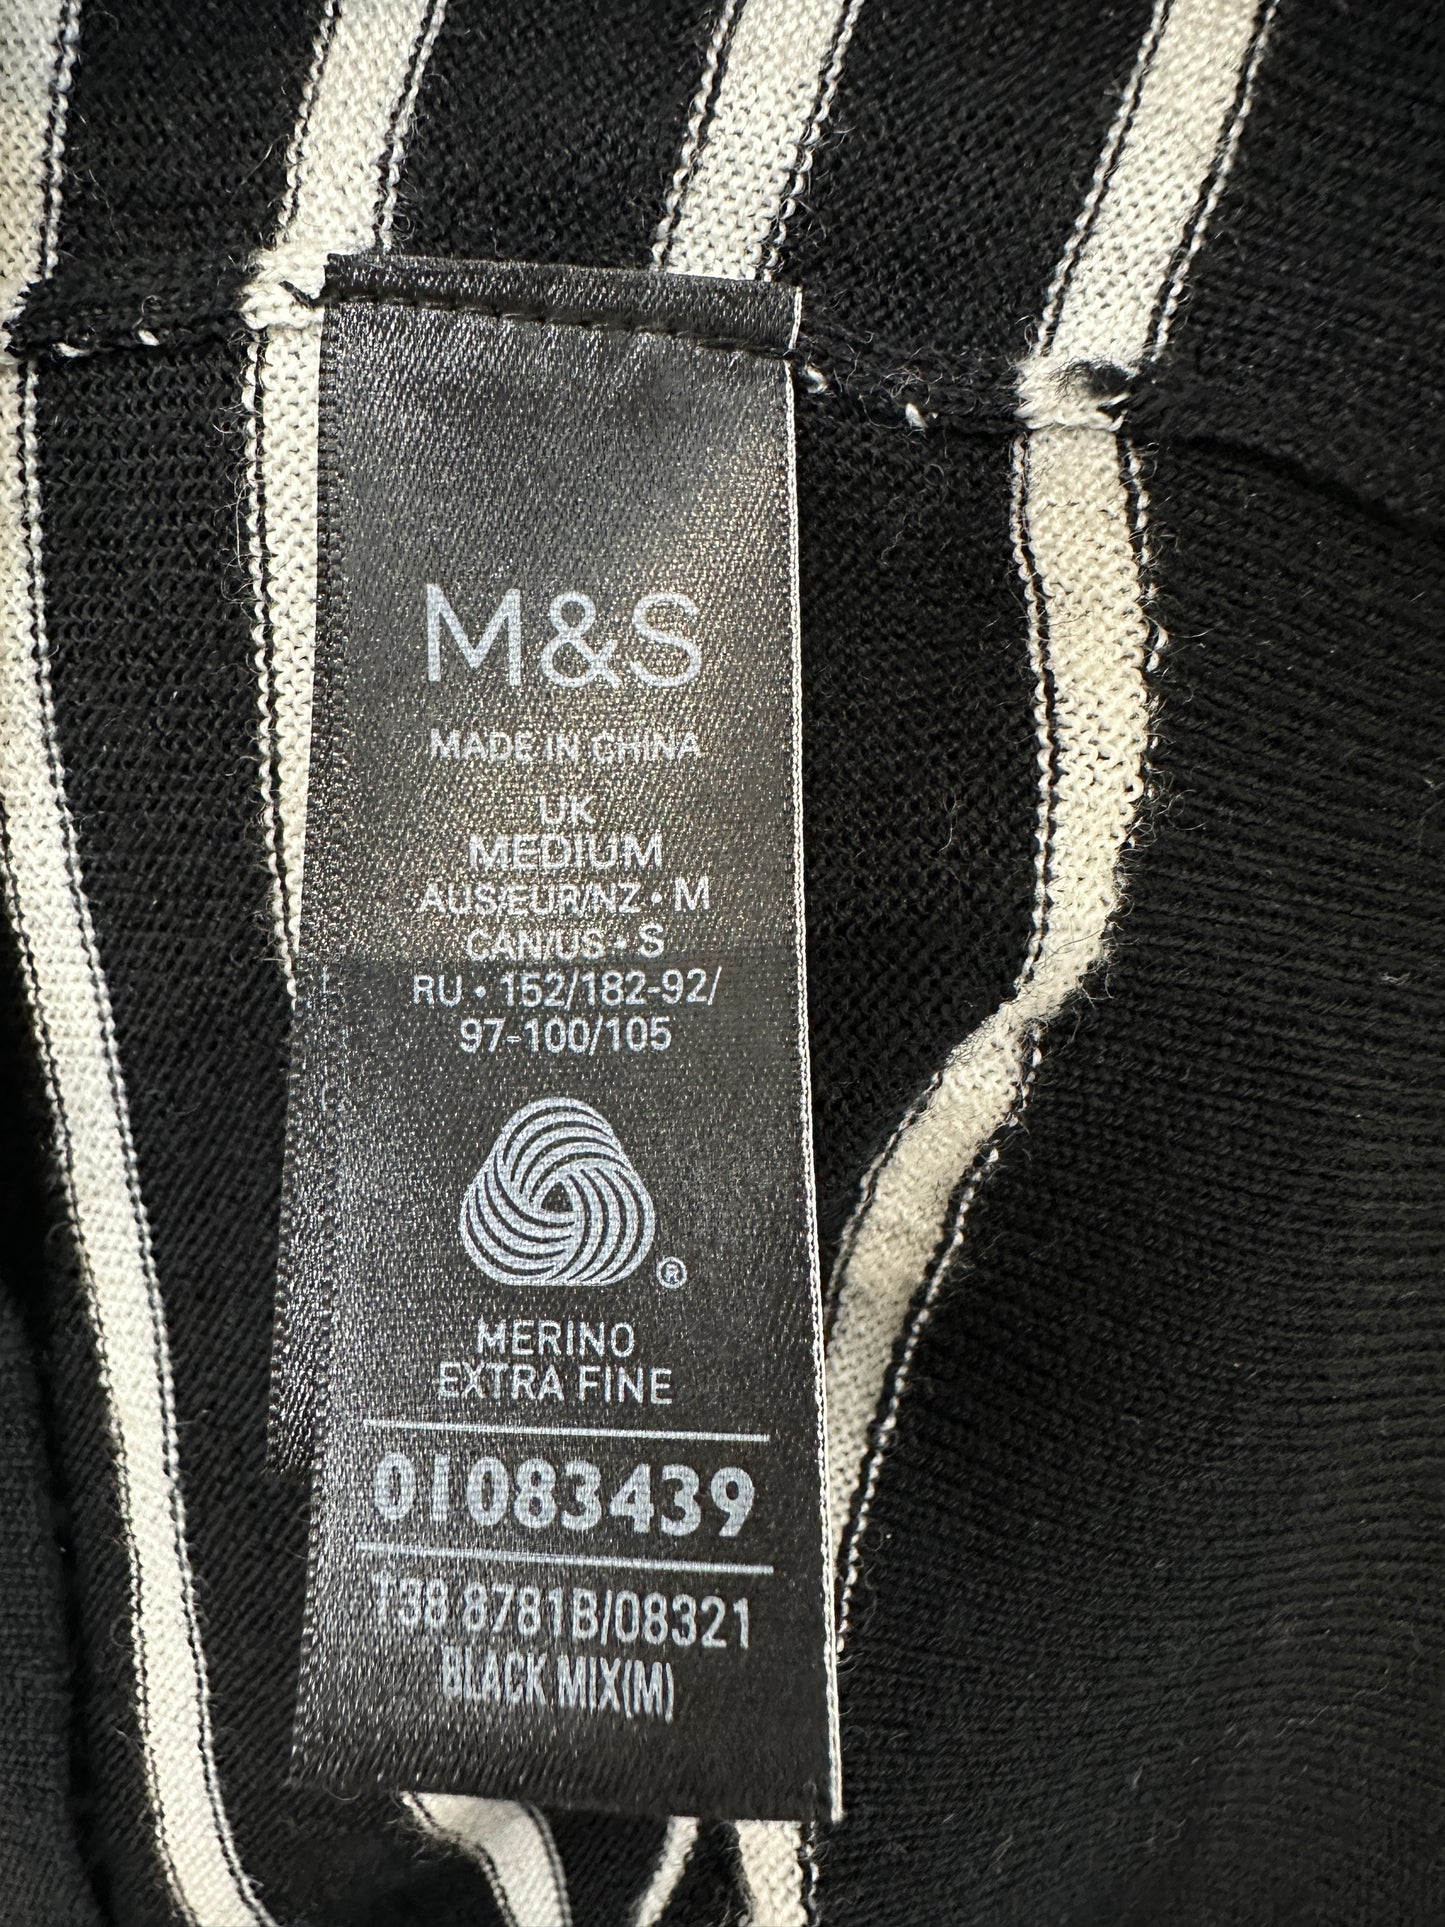 M&S
MADE IN CHINA
UK
MEDIUM
AUS/EUR/NZ • M
CAN/US • S
RU • 152/182-92/
97-100/105
®
MERINO
EXTRA FINE
01083439
T38 8781B/08321
BLACK MIX(M)